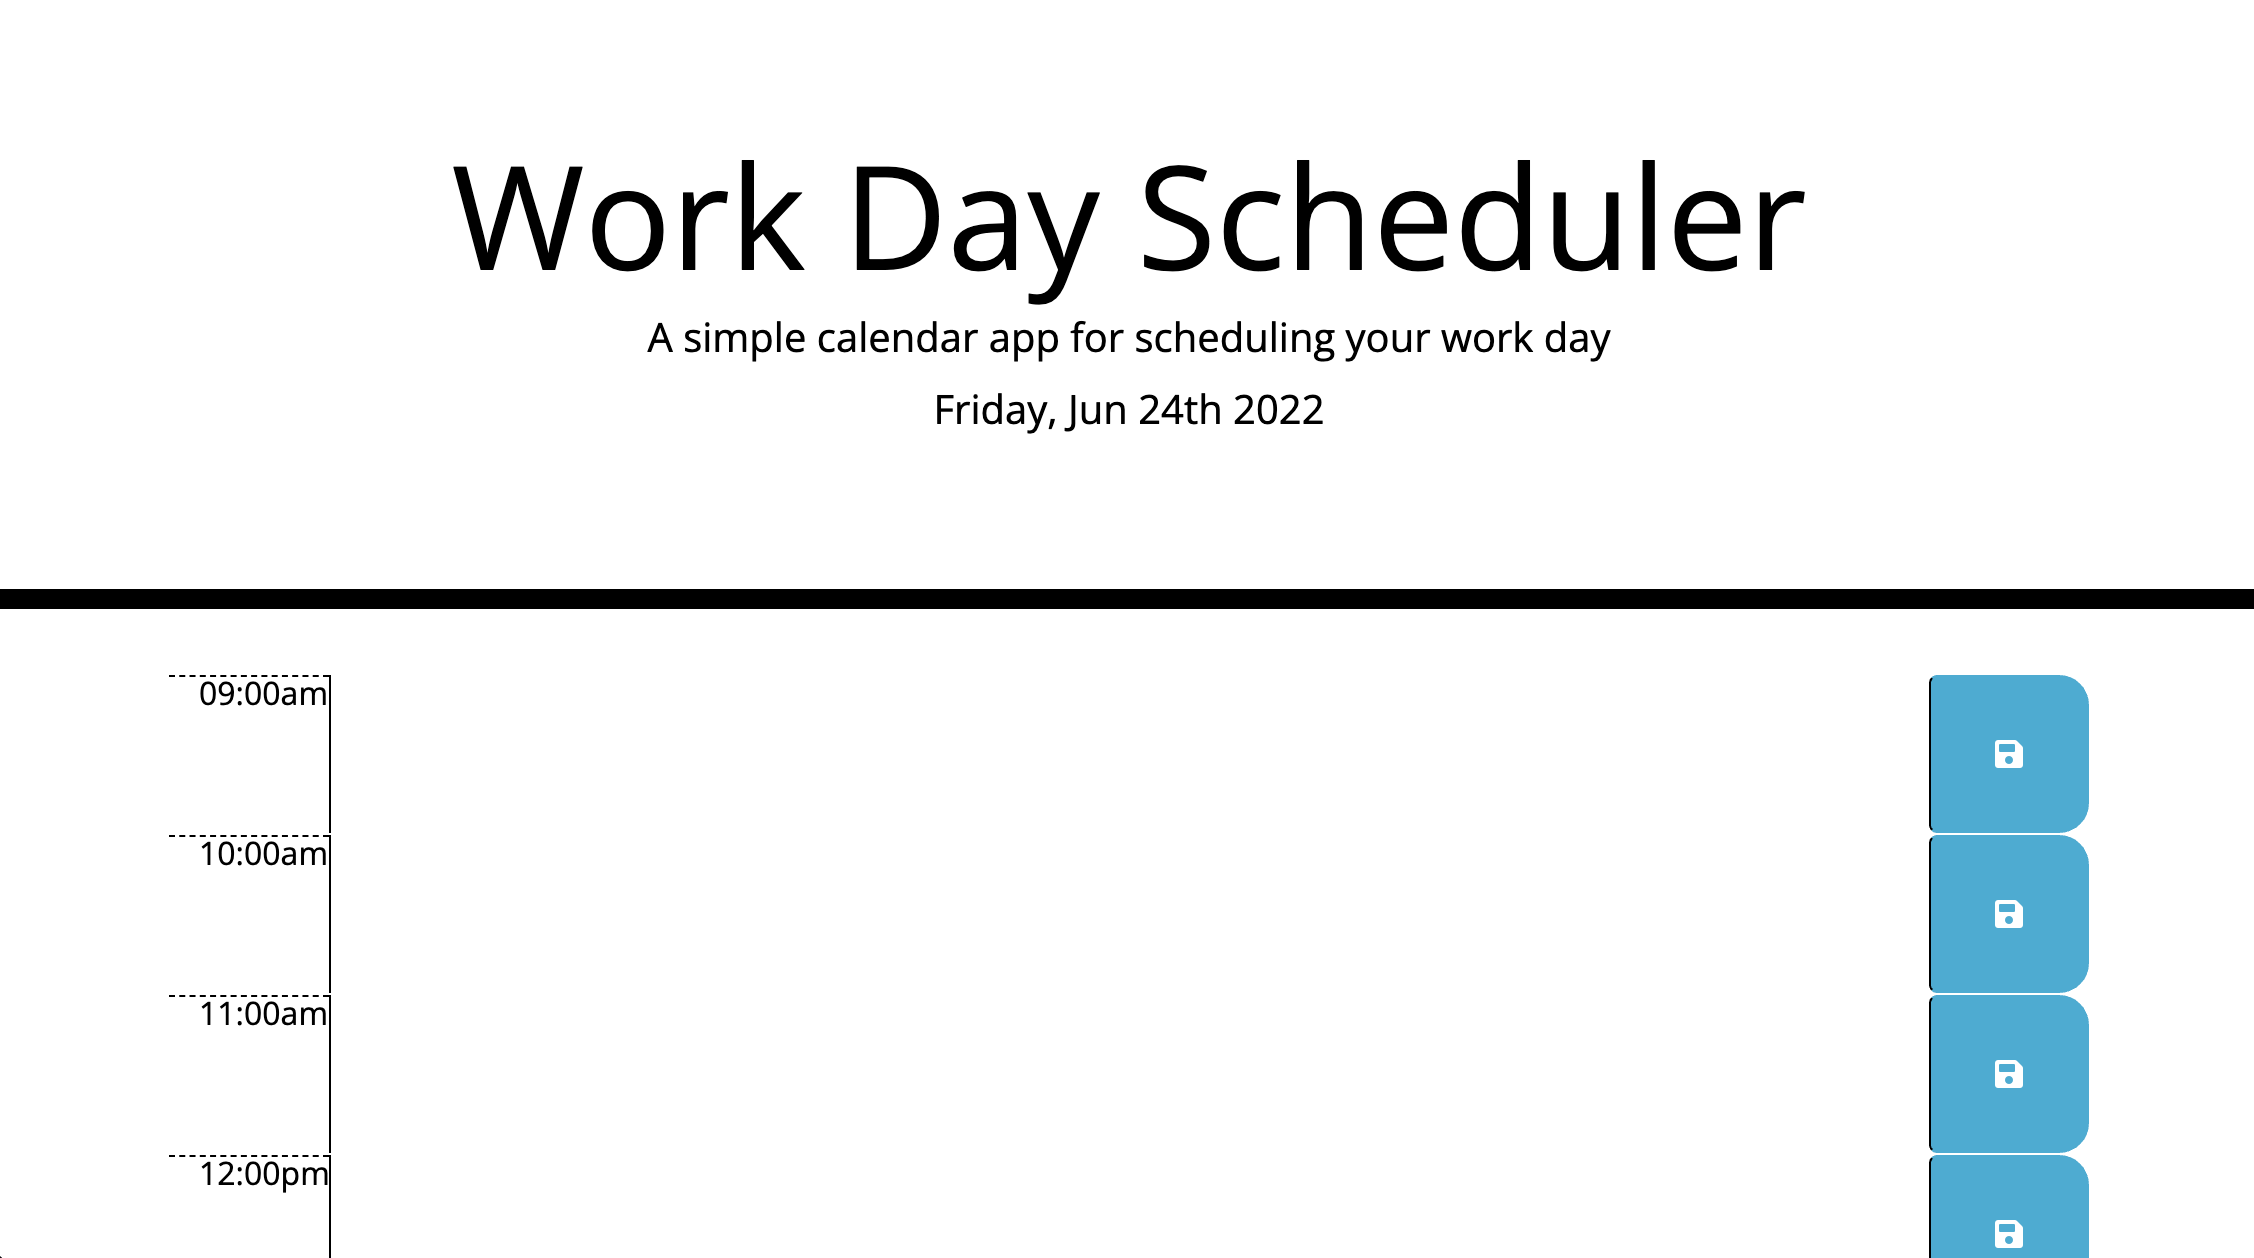 Work Day Scheduler
A simple calendar app for scheduling your work day
Friday, Jun 24th 2022
09:00am
10:00am
11:00am
12:00pm